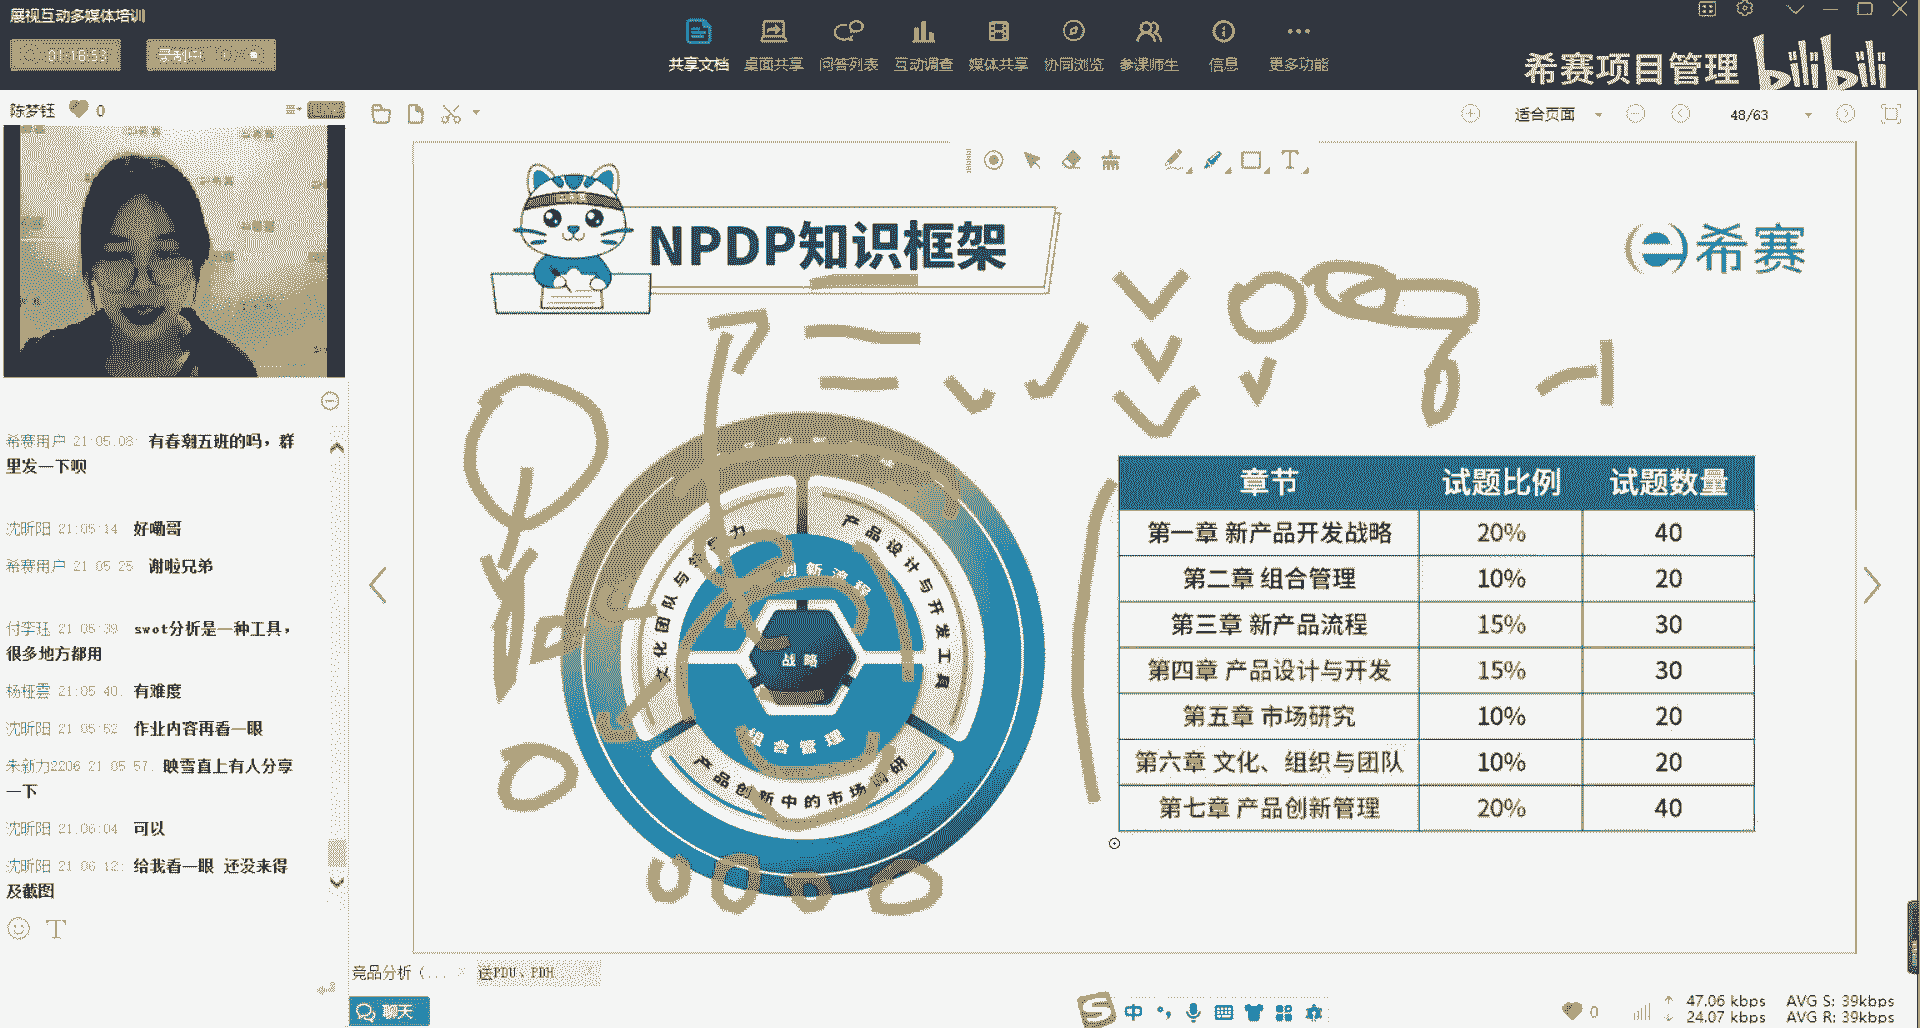 展视互动多媒体培训
01:16:53
录制中
共享文档 桌面共享 问答列表 互动调查 媒体共享 协同浏览 参课师生 信息 更多功能
希赛项目管理 bilibili
陈梦钰 0
适合页面
48/63
NPDP知识框架
希赛
希赛用户 21:05:08: 有春潮五班的吗，群
里发一下呗
沈昕阳 21:05:14 好嘞哥
希赛用户 21:05:25 谢啦兄弟
付李珏 21:05:39 swot分析是一种工具，
很多地方都用
杨桠雲 21:05:40: 有难度
沈昕阳 21:05:52 作业内容再看一眼
朱新力2206 21:05:57: 映雪直上有人分享
一下
沈昕阳 21:06:04 可以
沈昕阳 21:06:12: 给我看一眼 还没来得
及截图
产品设计与开发工具
创新流程
战略
组合管理
产品创新中的市场调研
章节 试题比例 试题数量
第一章 新产品开发战略 20% 40
第二章 组合管理 10% 20
第三章 新产品流程 15% 30
第四章 产品设计与开发 15% 30
第五章 市场研究 10% 20
第六章 文化、组织与团队 10% 20
第七章 产品创新管理 20% 40
竞品分析（... 送PDU、PDH
聊天
中
0
47.06 kbps AVG S: 39kbps
24.07 kbps AVG R: 39kbps